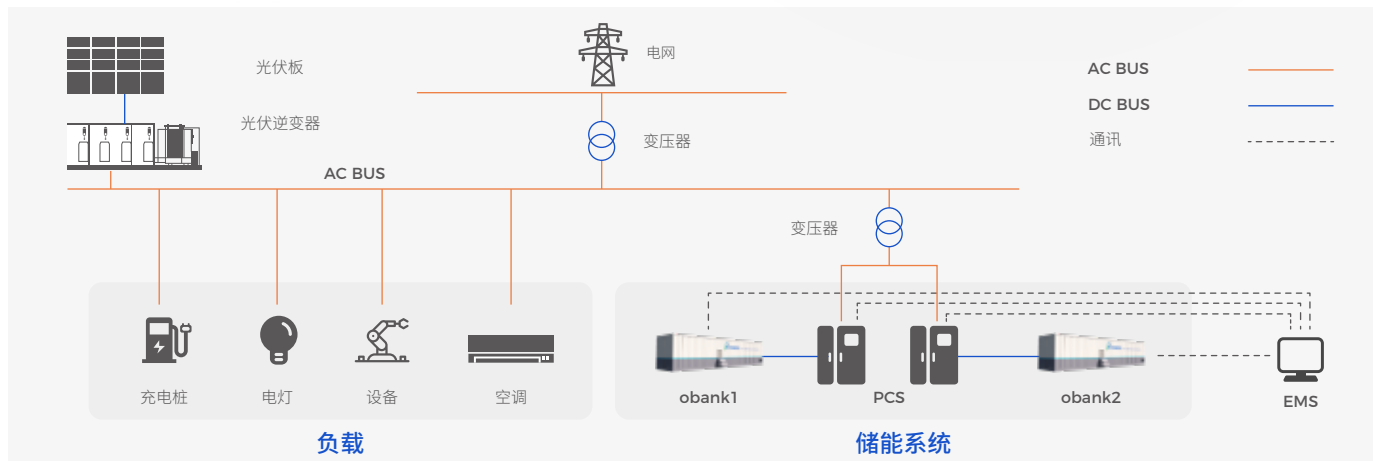 光伏板
电网
AC BUS
DC BUS
光伏逆变器
变压器
通讯
AC BUS
变压器
充电桩
电灯
设备
空调
obank1
PCS
obank2
EMS
负载
储能系统